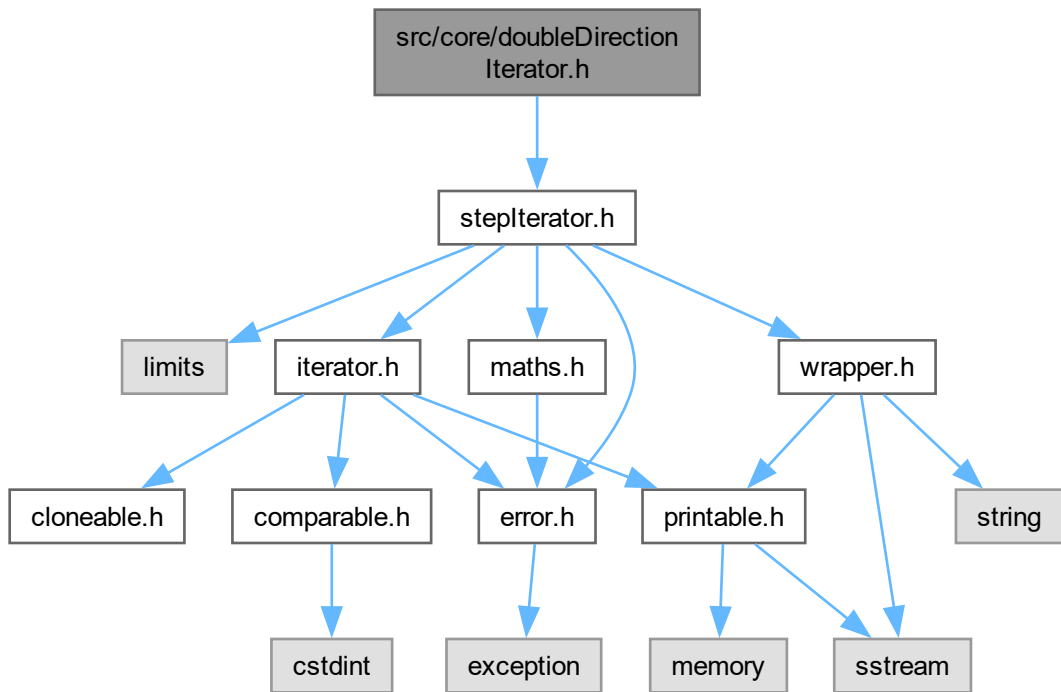 src/core/doubleDirection
Iterator.h
stepIterator.h
limits
iterator.h
maths.h
wrapper.h
cloneable.h
comparable.h
error.h
printable.h
string
cstdint
exception
memory
sstream